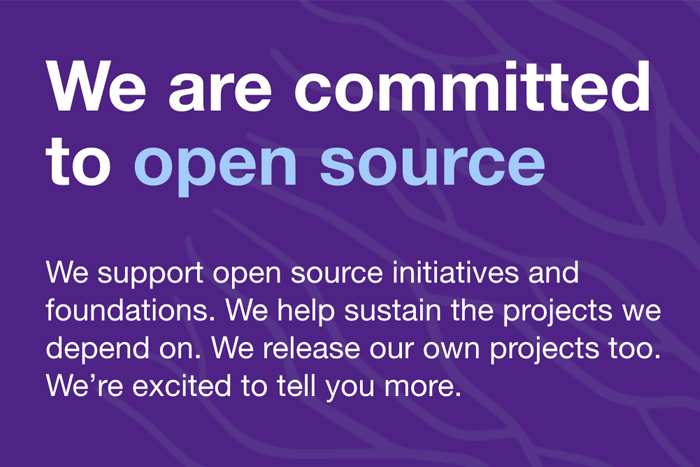 We are committed
to open source
We support open source initiatives and
foundations. We help sustain the projects we
depend on. We release our own projects too.
We’re excited to tell you more.